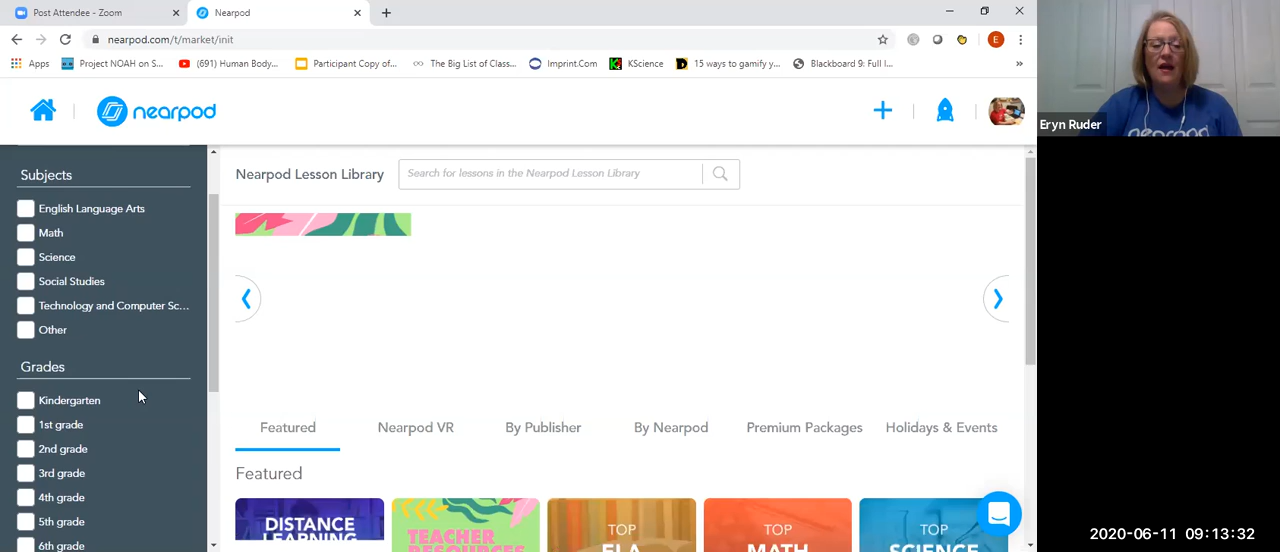 Post Attendee - Zoom
Nearpod
nearpod.com/t/market/init
Apps
Project NOAH on S...
(691) Human Body...
Participant Copy of...
The Big List of Class...
Imprint.Com
KScience
15 ways to gamify y...
Blackboard 9: Full I...
»
E
nearpod
Eryn Ruder
nearpod
Subjects
English Language Arts
Math
Science
Social Studies
Technology and Computer Sc...
Other
Grades
Kindergarten
1st grade
2nd grade
3rd grade
4th grade
5th grade
6th grade
Nearpod Lesson Library
Search for lessons in the Nearpod Lesson Library
Featured
Nearpod VR
By Publisher
By Nearpod
Premium Packages
Holidays & Events
Featured
DISTANCE
LEARNING
TEACHER
RESOURCES
TOP
ELA
TOP
MATH
TOP
SCIENCE
2020-06-11 09:13:32